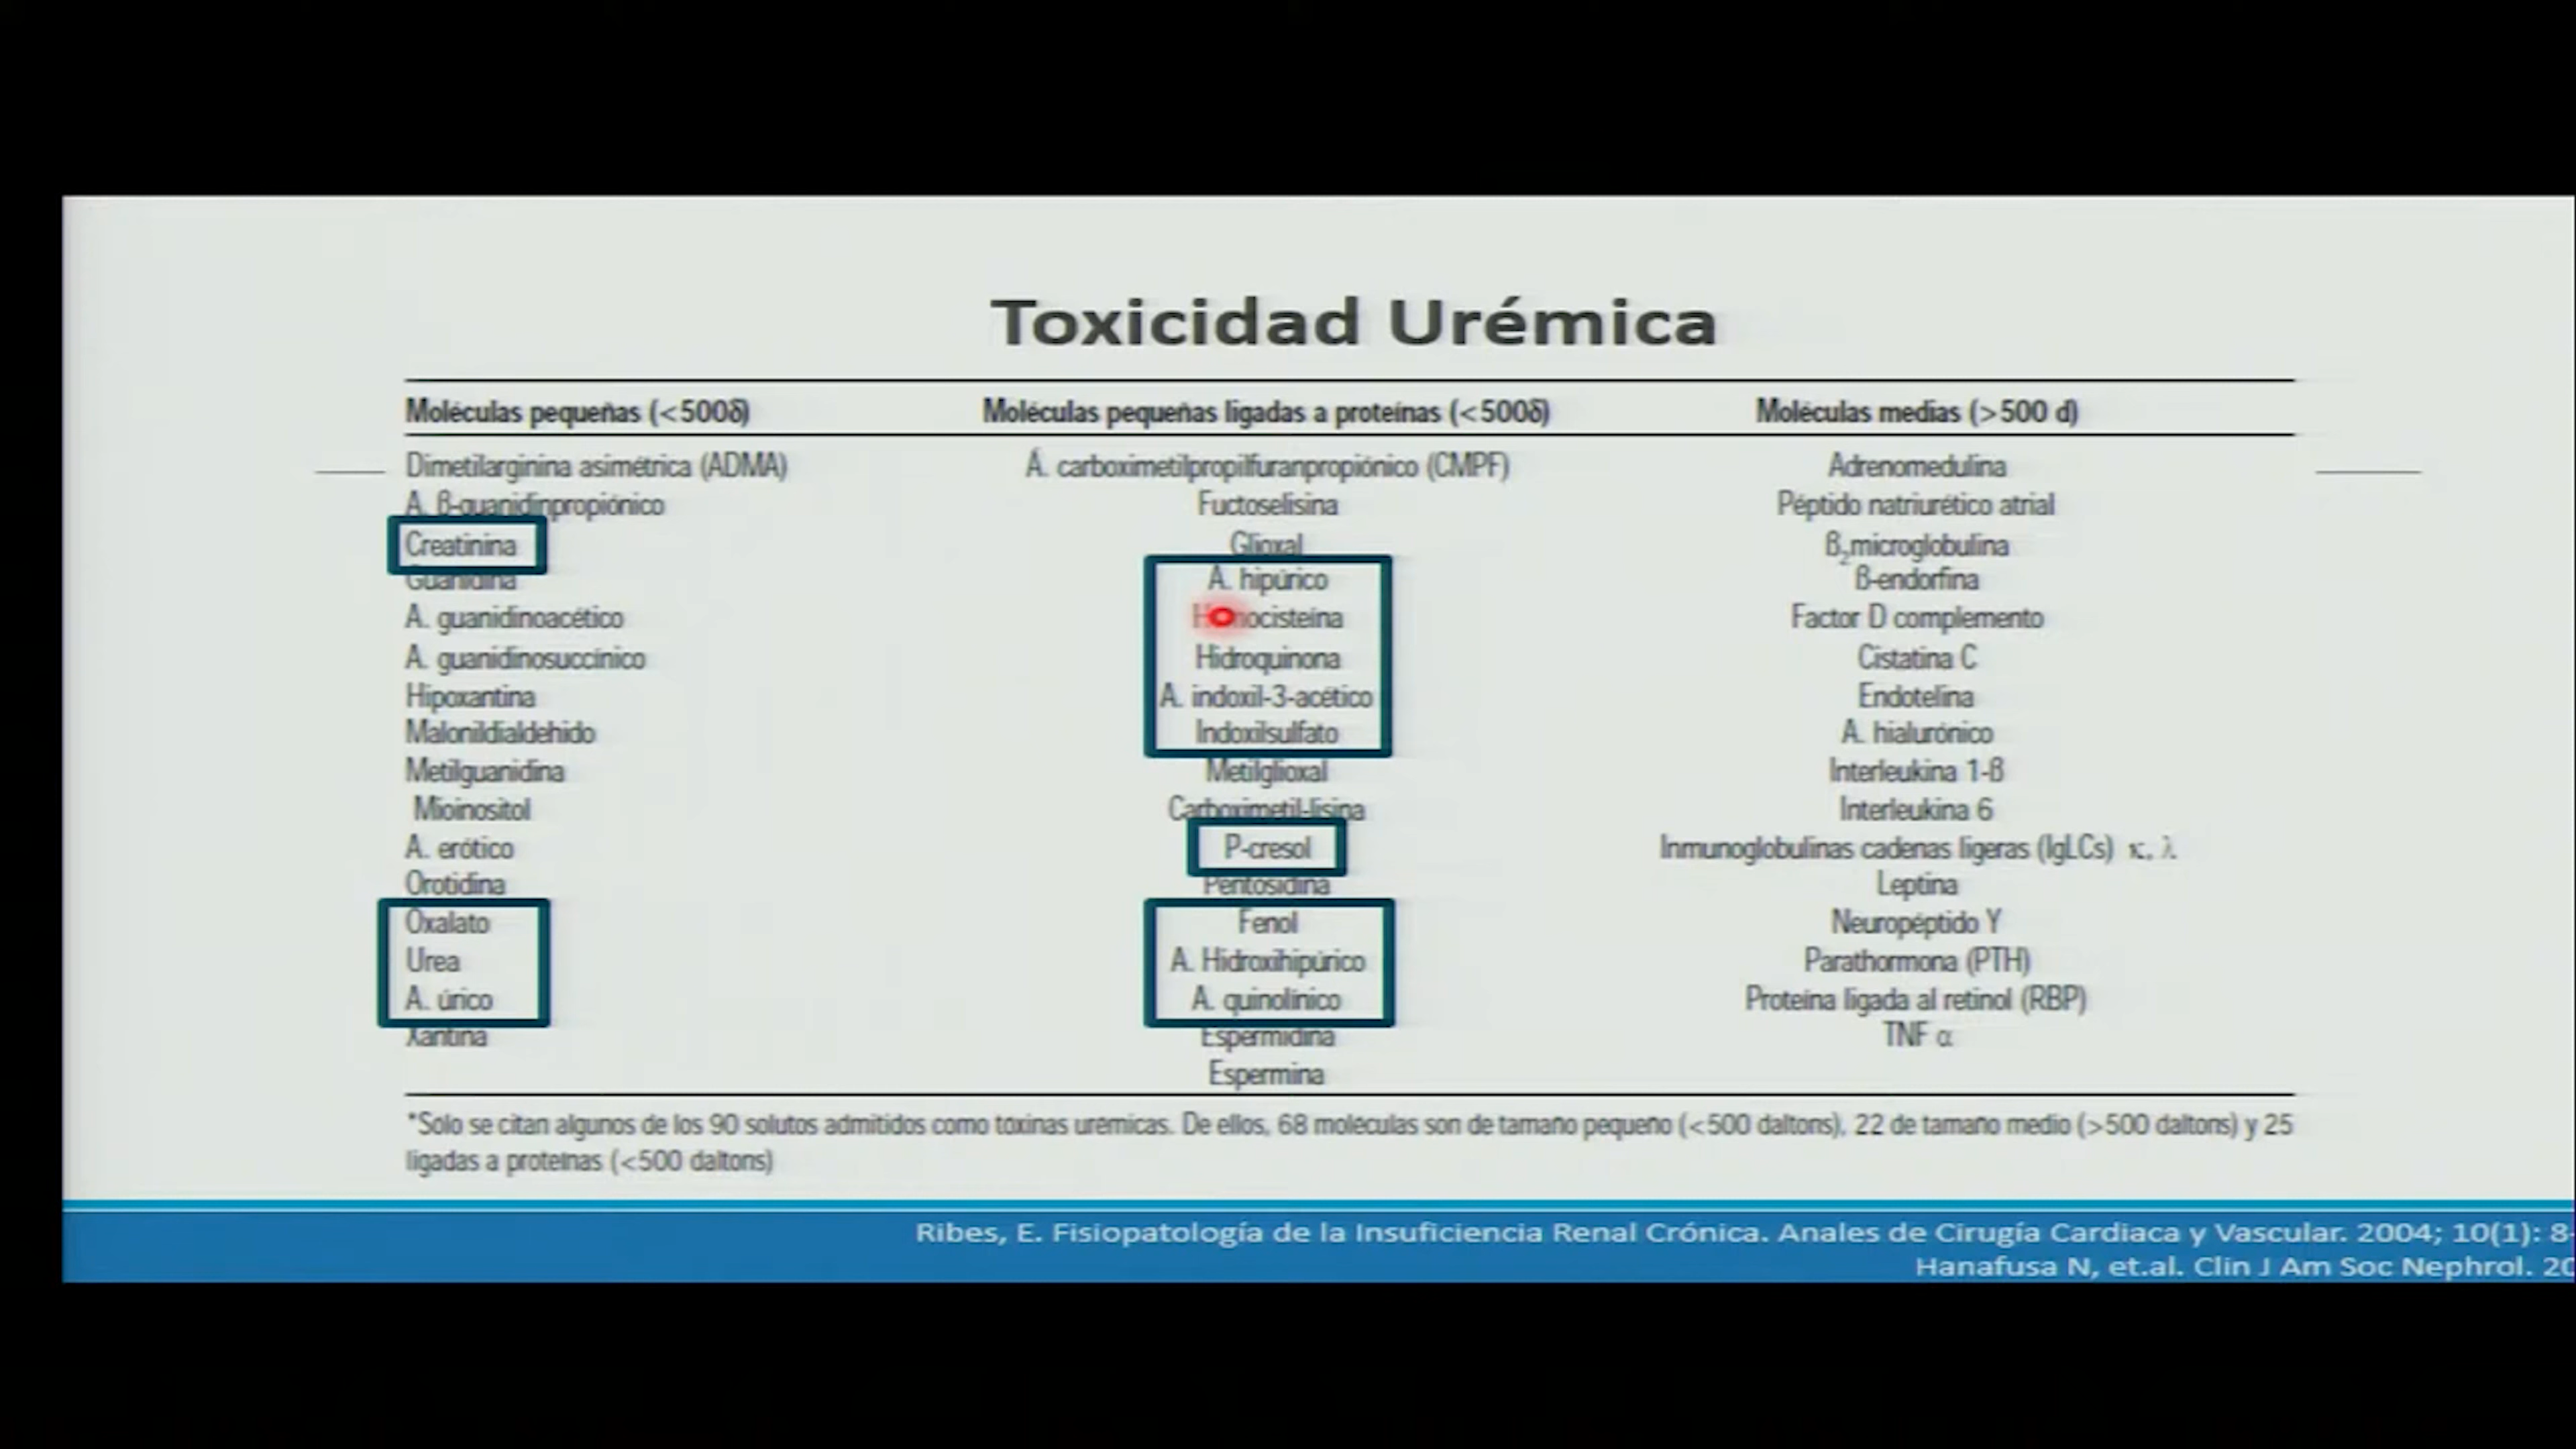 Toxicidad Urémica
Moléculas pequeñas (<500δ) Moléculas pequeñas ligadas a proteínas (<500δ) Moléculas medias (>500 d)
Dimetilarginina asimétrica (ADMA) Á. carboximetilpropilfuranpropiónico (CMPF) Adrenomedulina
A. β-guanidinpropiónico Fuctoselisina Péptido natriurético atrial
Creatinina Glioxal β2microglobulina
Guanidina A. hipúrico β-endorfina
A. guanidinoacético Homocisteína Factor D complemento
A. guanidinosuccínico Hidroquinona Cistatina C
Hipoxantina A. indoxil-3-acético Endotelina
Malonildialdehido Indoxilsulfato A. hialurónico
Metilguanidina Metilglioxal Interleukina 1-β
Mioinositol Carboximetil-lisina Interleukina 6
A. erótico P-cresol Inmunoglobulinas cadenas ligeras (IgLCs) κ, λ
Orotidina Pentosidina Leptina
Oxalato Fenol Neuropéptido Y
Urea A. Hidroxihipúrico Parathormona (PTH)
A. úrico A. quinolínico Proteína ligada al retinol (RBP)
Xantina Espermidina TNF α
Espermina
*Sólo se citan algunos de los 90 solutos admitidos como toxinas urémicas. De ellos, 68 moléculas son de tamaño pequeño (<500 daltons), 22 de tamaño medio (>500 daltons) y 25
ligadas a proteínas (<500 daltons)
Ribes, E. Fisiopatología de la Insuficiencia Renal Crónica. Anales de Cirugía Cardiaca y Vascular. 2004; 10(1): 8-
Hanafusa N, et.al. Clin J Am Soc Nephrol. 20